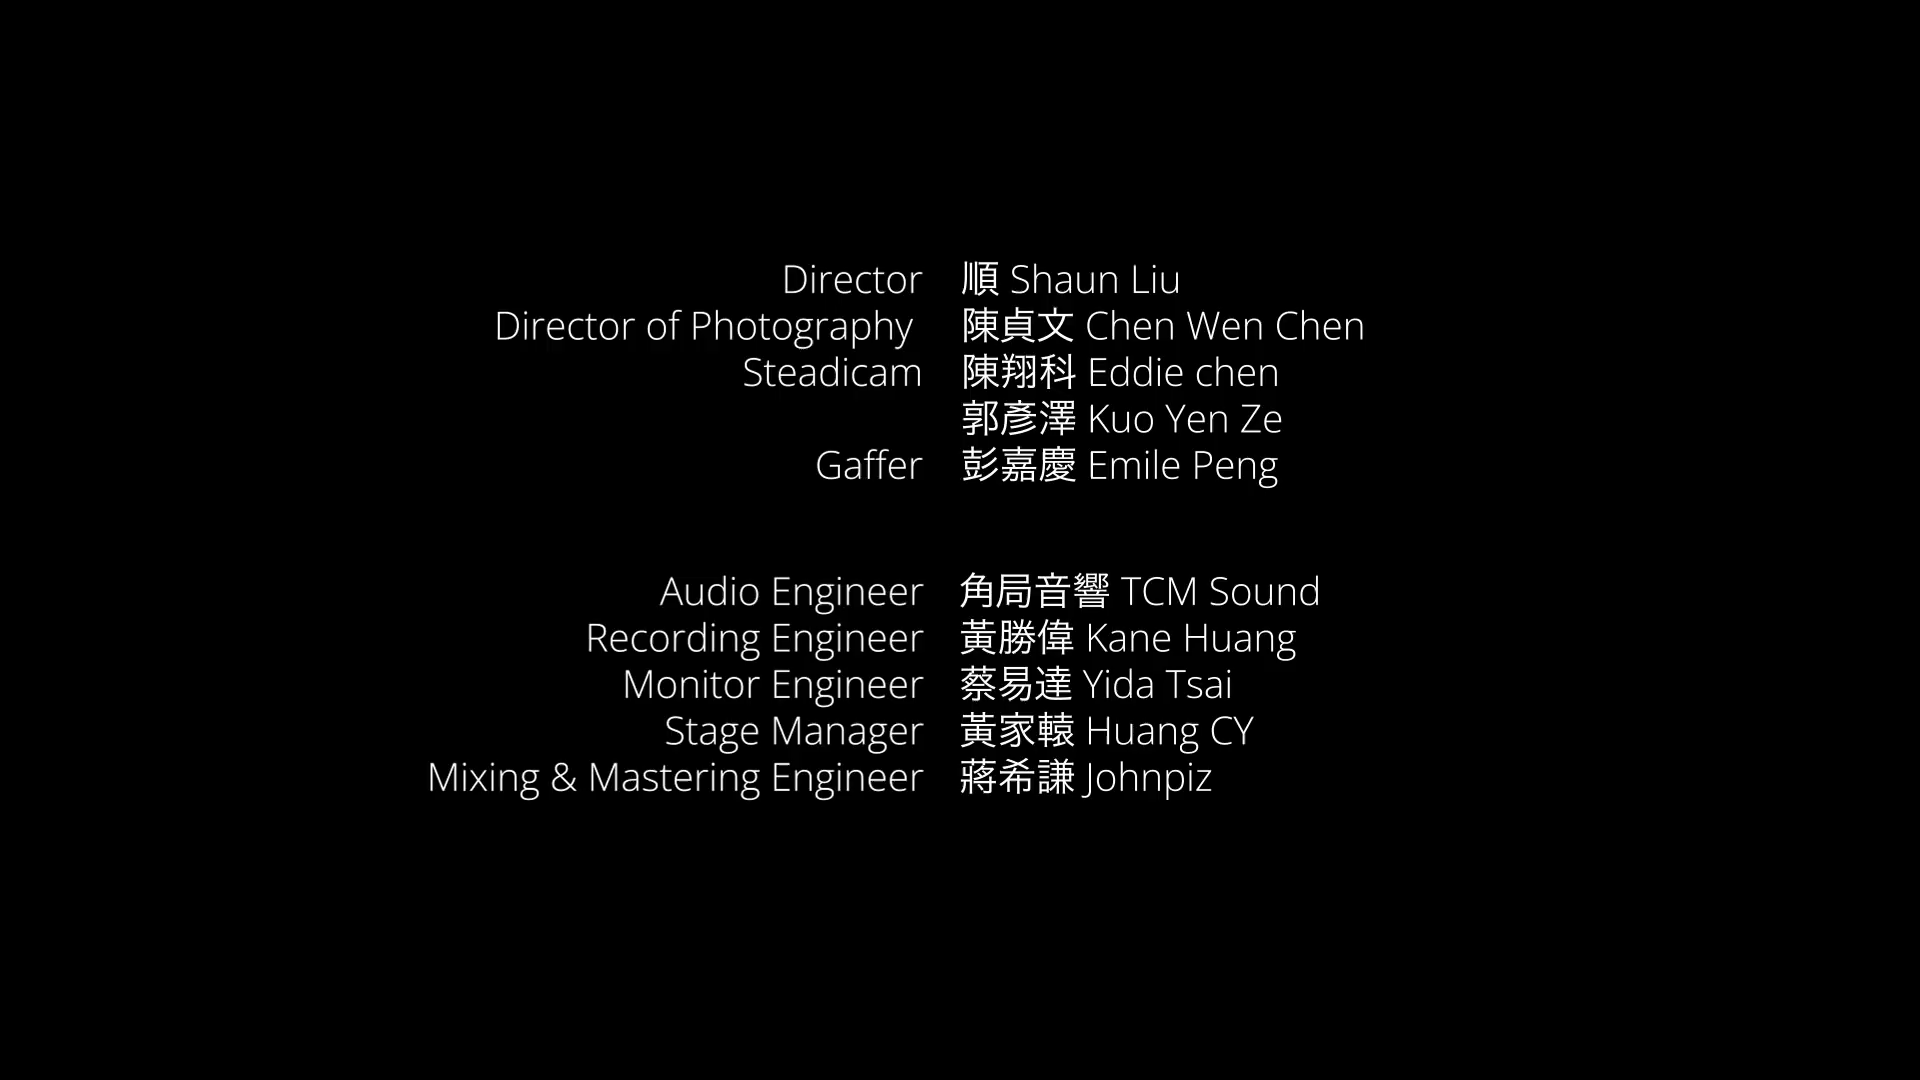 Director 順 Shaun Liu
Director of Photography 陳貞文 Chen Wen Chen
Steadicam 陳翔科 Eddie chen
郭彥澤 Kuo Yen Ze
Gaffer 彭嘉慶 Emile Peng
Audio Engineer 角局音響 TCM Sound
Recording Engineer 黃勝偉 Kane Huang
Monitor Engineer 蔡易達 Yida Tsai
Stage Manager 黃家轅 Huang CY
Mixing & Mastering Engineer 蔣希謙 Johnpiz